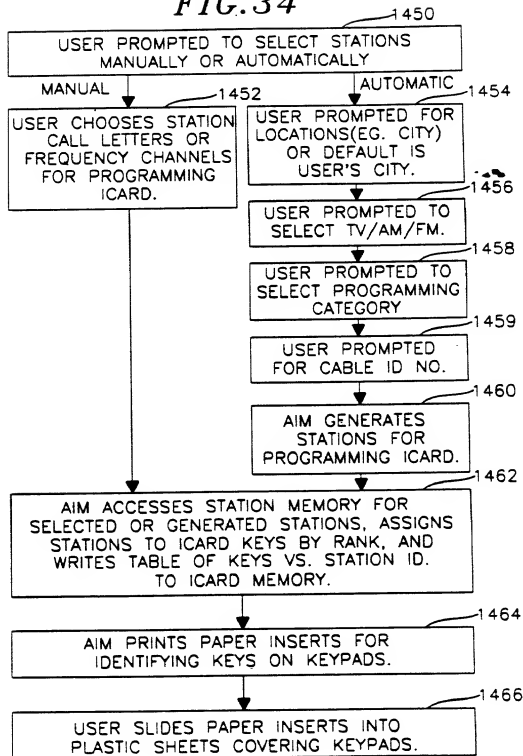 FIG.34
1450
USER PROMPTED TO SELECT STATIONS
MANUALLY OR AUTOMATICALLY
MANUAL
AUTOMATIC
1452
USER CHOOSES STATION
CALL LETTERS OR
FREQUENCY CHANNELS
FOR PROGRAMMING
ICARD.
1454
USER PROMPTED FOR
LOCATIONS(EG. CITY)
OR DEFAULT IS
USER'S CITY.
1456
USER PROMPTED TO
SELECT TV/AM/FM.
1458
USER PROMPTED TO
SELECT PROGRAMMING
CATEGORY
1459
USER PROMPTED
FOR CABLE ID NO.
1460
AIM GENERATES
STATIONS FOR
PROGRAMMING ICARD.
1462
AIM ACCESSES STATION MEMORY FOR
SELECTED OR GENERATED STATIONS, ASSIGNS
STATIONS TO ICARD KEYS BY RANK, AND
WRITES TABLE OF KEYS VS. STATION ID.
TO ICARD MEMORY.
1464
AIM PRINTS PAPER INSERTS FOR
IDENTIFYING KEYS ON KEYPADS.
1466
USER SLIDES PAPER INSERTS INTO
PLASTIC SHEETS COVERING KEYPADS.